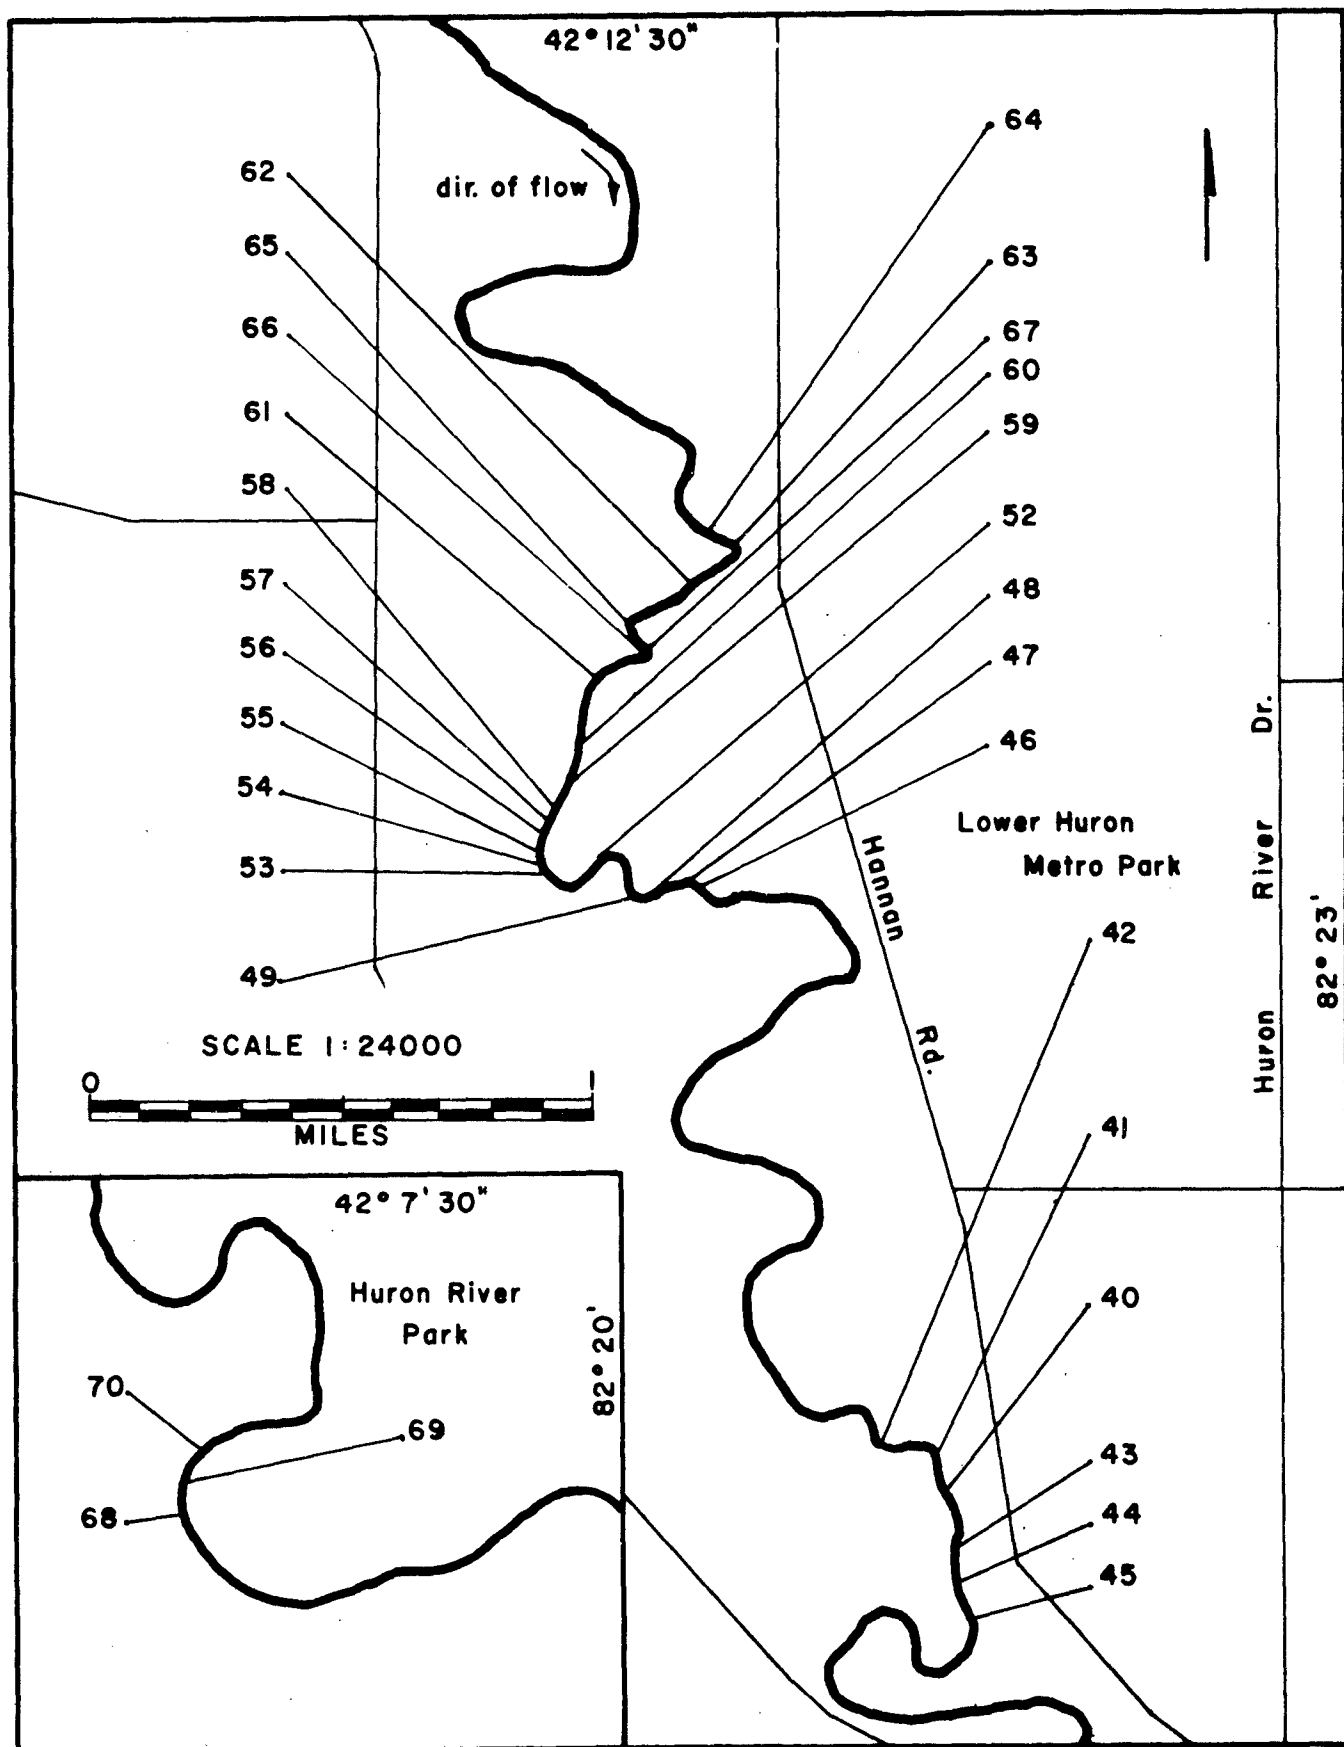 42° 12' 30"
64
62
dir. of flow
65
63
66
67
60
61
59
58
52
57
48
56
47
55
46
54
Lower Huron
Metro Park
53
Hannan
Rd.
Huron River Dr.
82° 23'
42
49
SCALE 1:24000
0 1
MILES
41
42° 7' 30"
Huron River
Park
82° 20'
40
70
69
43
68
44
45